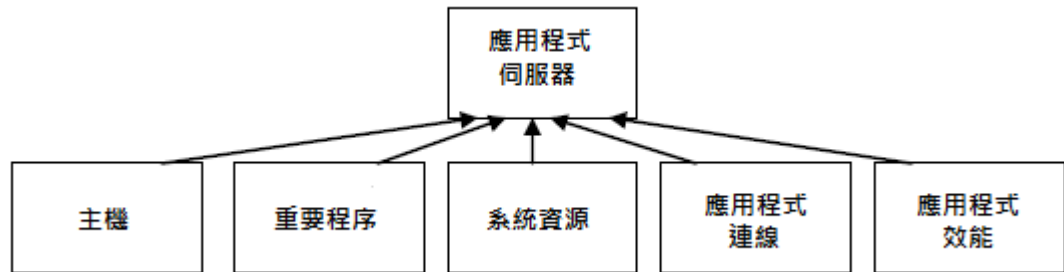 應用程式
伺服器
主機
重要程序
系統資源
應用程式
連線
應用程式
效能